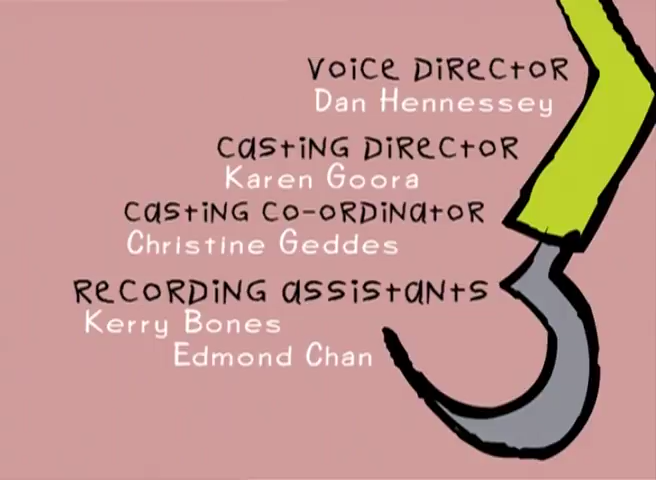 Voice Director
Dan Hennessey
Casting Director
Karen Goora
Casting Co-ordinator
Christine Geddes
Recording Assistants
Kerry Bones
Edmond Chan